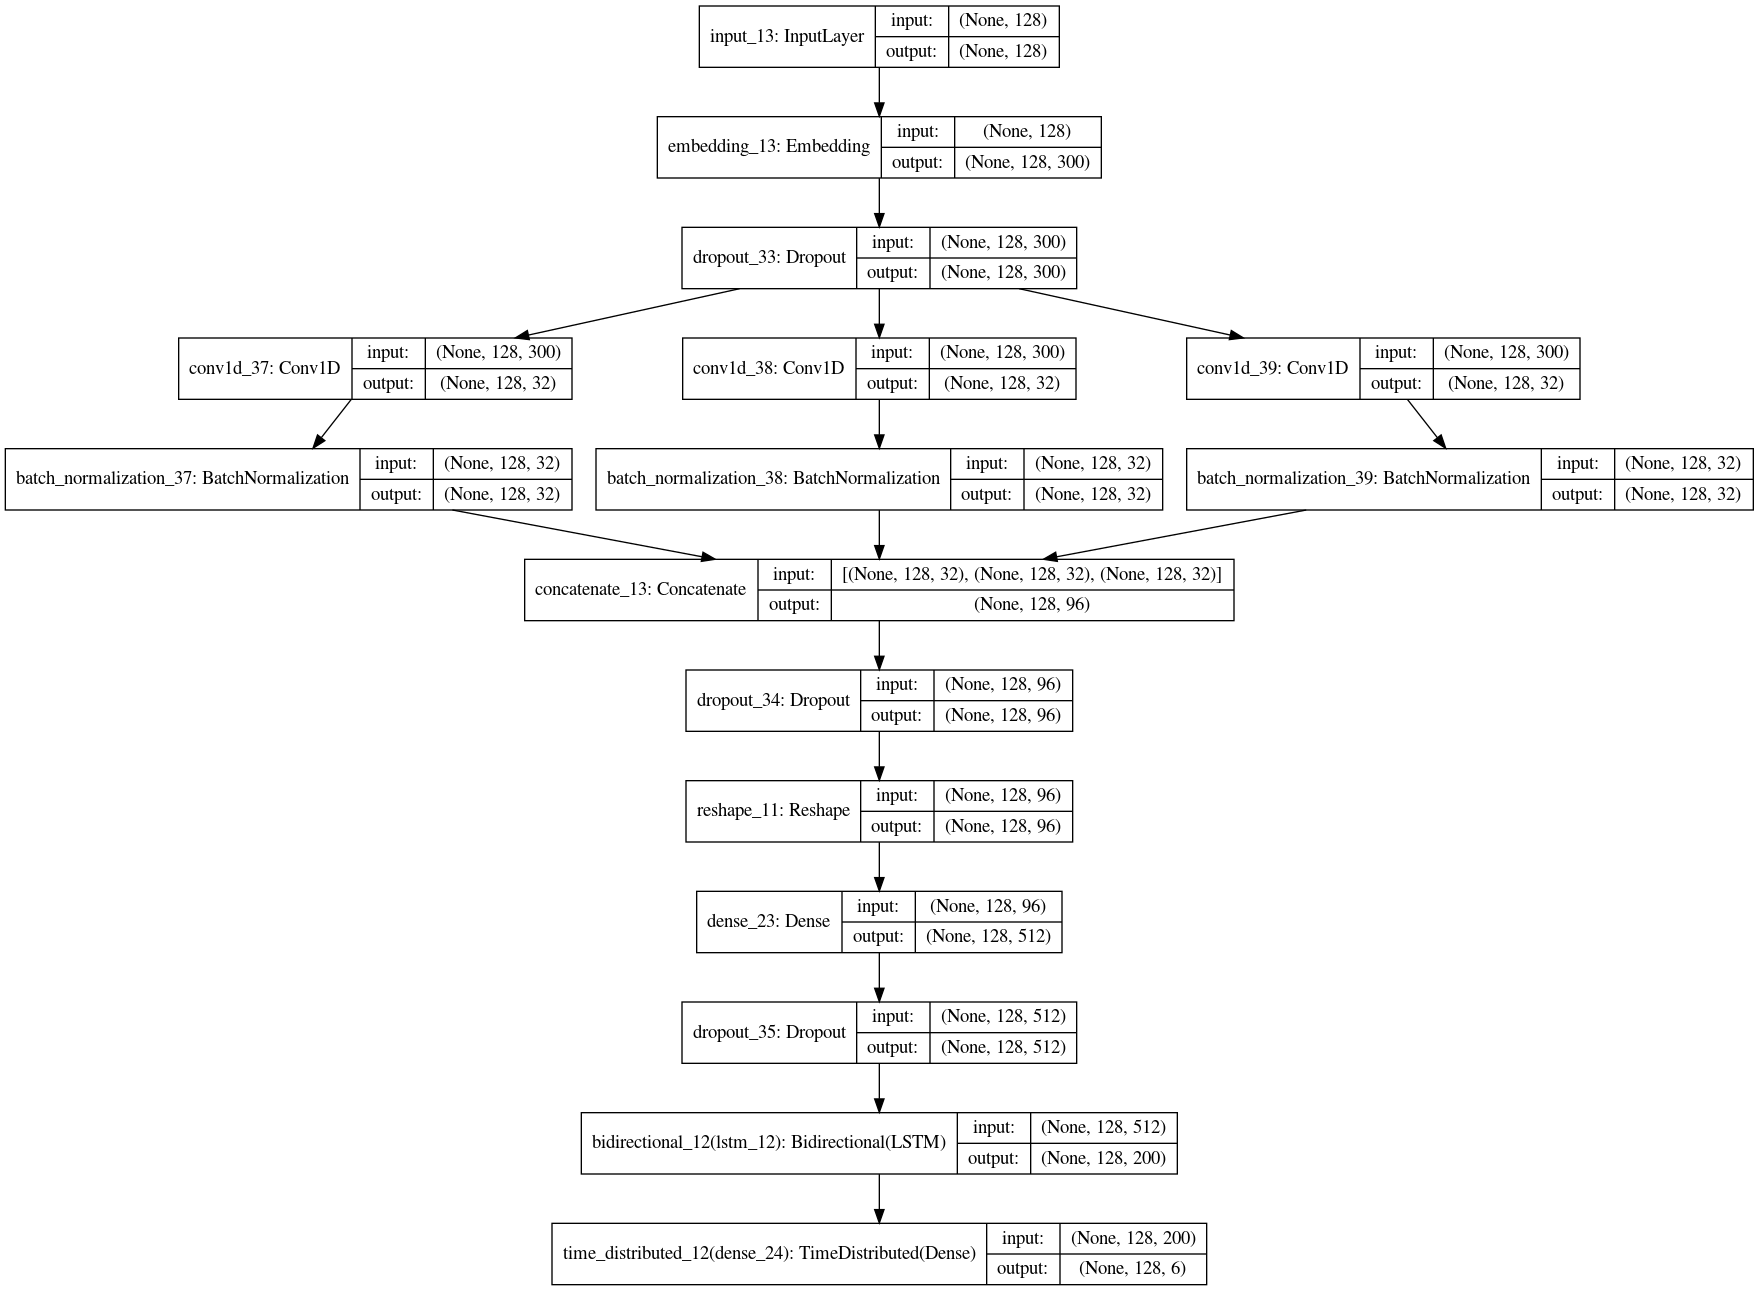 input_13: InputLayer
input:
(None, 128)
output:
(None, 128)
embedding_13: Embedding
input:
(None, 128)
output:
(None, 128, 300)
dropout_33: Dropout
input:
(None, 128, 300)
output:
(None, 128, 300)
conv1d_37: Conv1D
input:
(None, 128, 300)
output:
(None, 128, 32)
conv1d_38: Conv1D
input:
(None, 128, 300)
output:
(None, 128, 32)
conv1d_39: Conv1D
input:
(None, 128, 300)
output:
(None, 128, 32)
batch_normalization_37: BatchNormalization
input:
(None, 128, 32)
output:
(None, 128, 32)
batch_normalization_38: BatchNormalization
input:
(None, 128, 32)
output:
(None, 128, 32)
batch_normalization_39: BatchNormalization
input:
(None, 128, 32)
output:
(None, 128, 32)
concatenate_13: Concatenate
input:
[(None, 128, 32), (None, 128, 32), (None, 128, 32)]
output:
(None, 128, 96)
dropout_34: Dropout
input:
(None, 128, 96)
output:
(None, 128, 96)
reshape_11: Reshape
input:
(None, 128, 96)
output:
(None, 128, 96)
dense_23: Dense
input:
(None, 128, 96)
output:
(None, 128, 512)
dropout_35: Dropout
input:
(None, 128, 512)
output:
(None, 128, 512)
bidirectional_12(lstm_12): Bidirectional(LSTM)
input:
(None, 128, 512)
output:
(None, 128, 200)
time_distributed_12(dense_24): TimeDistributed(Dense)
input:
(None, 128, 200)
output:
(None, 128, 6)